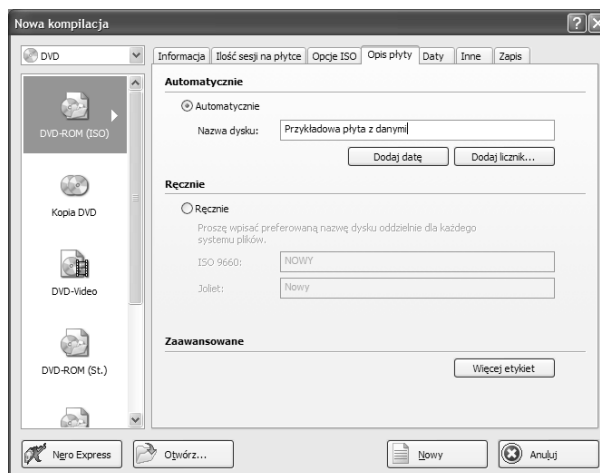 Nowa kompilacja
DVD
DVD-ROM (ISO)
Kopia DVD
DVD-Video
DVD-ROM (St.)
Informacja
Ilość sesji na płytce
Opcje ISO
Opis płyty
Daty
Inne
Zapis
Automatycznie
Automatycznie
Nazwa dysku:
Przykładowa płyta z danymi
Dodaj datę
Dodaj licznik...
Ręcznie
Ręcznie
Proszę wpisać preferowaną nazwę dysku oddzielnie dla każdego
systemu plików.
ISO 9660:
NOWY
Joliet:
Nowy
Zaawansowane
Więcej etykiet
Nero Express
Otwórz...
Nowy
Anuluj